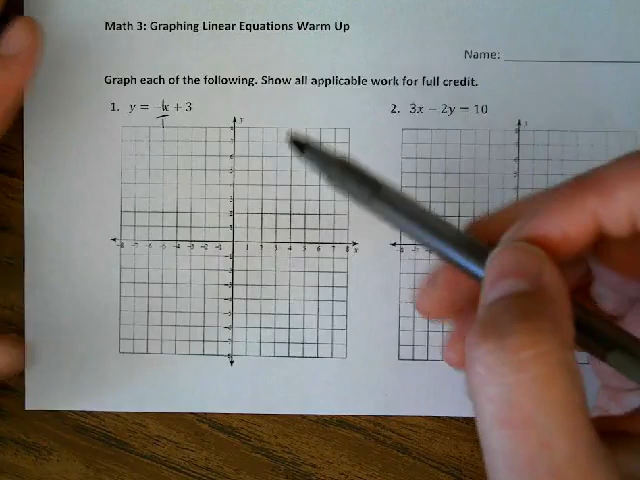 Math 3: Graphing Linear Equations Warm Up
Name:
Graph each of the following. Show all applicable work for full credit.
1. y = -x + 3
2. 3x − 2y = 10